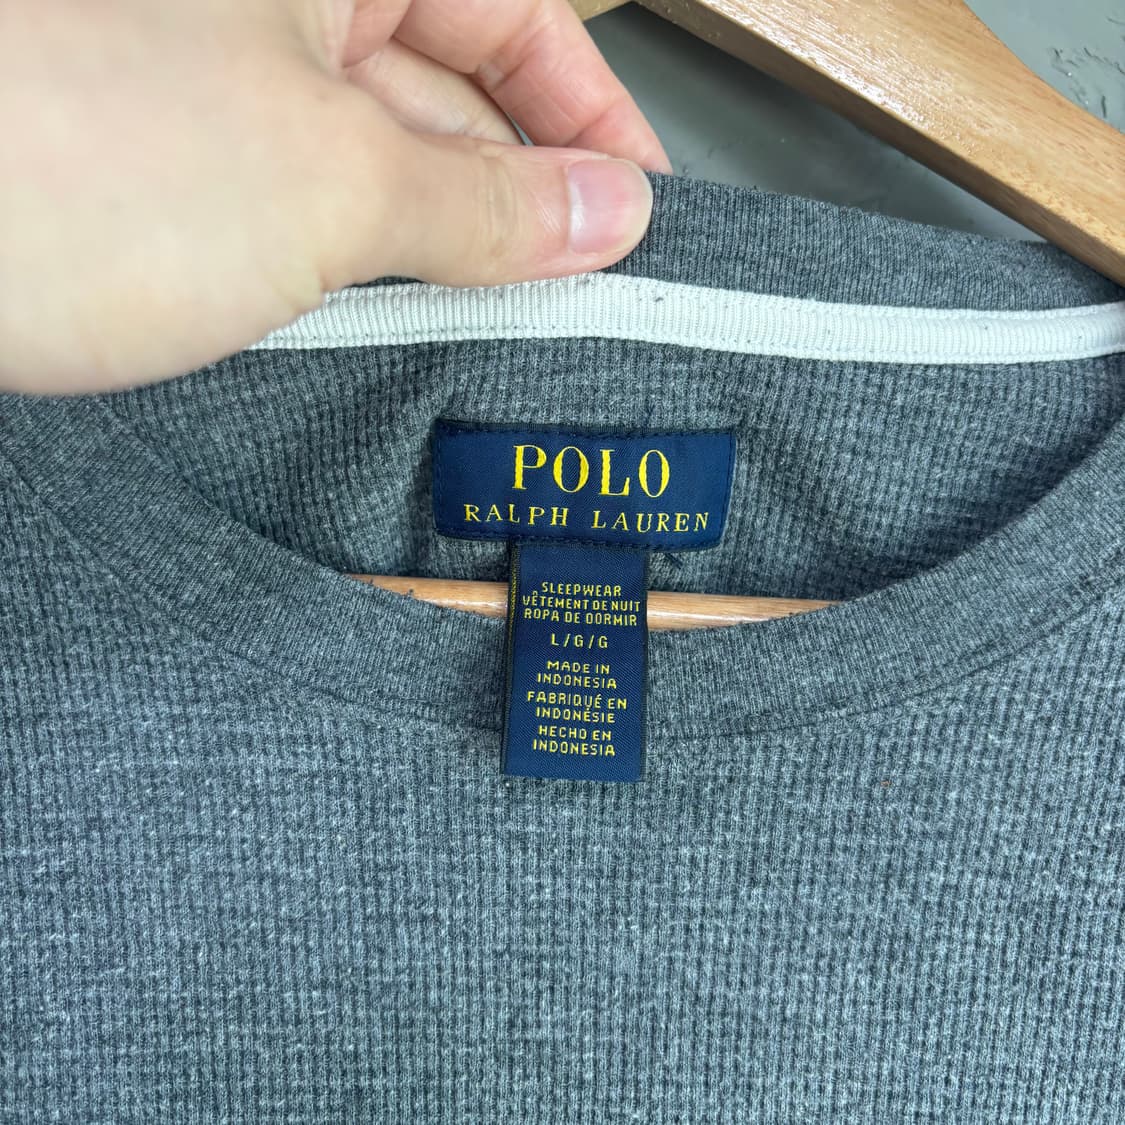 POLO
RALPH LAUREN
SLEEPWEAR
VÊTEMENT DE NUIT
ROPA DE DORMIR
L/G/G
MADE IN
INDONESIA
FABRIQUÉ EN
INDONÉSIE
HECHO EN
INDONESIA